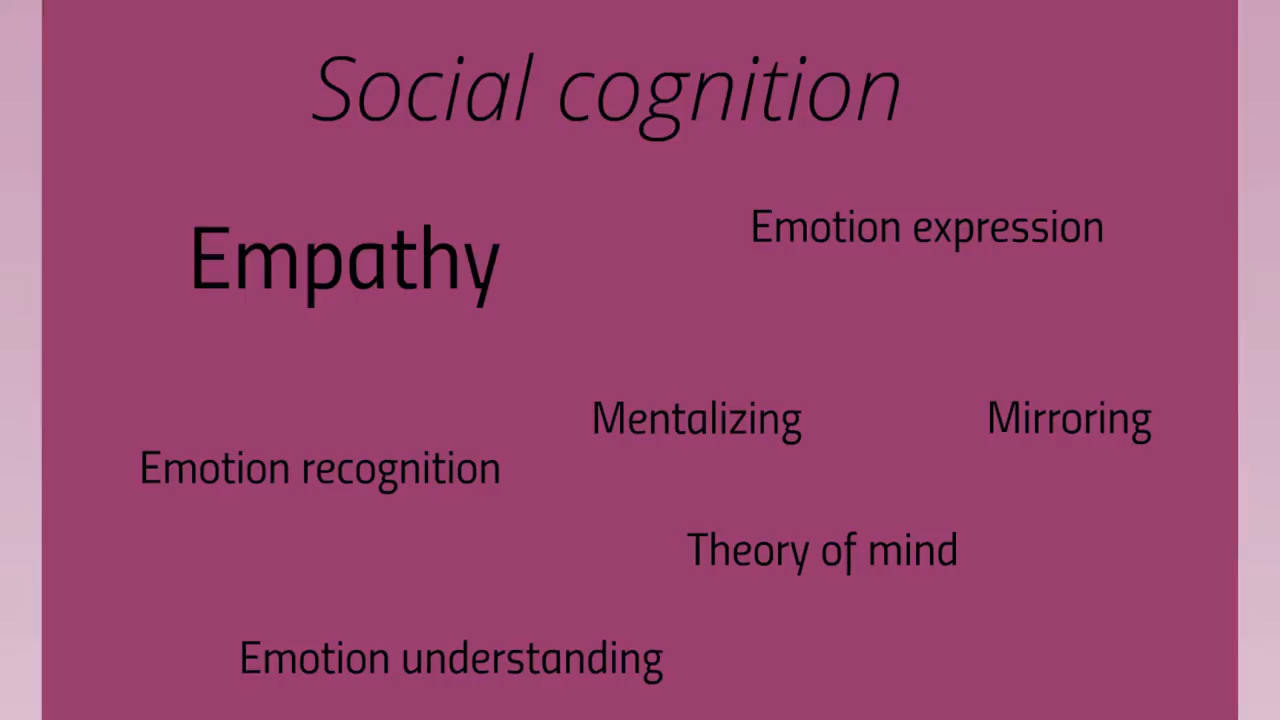 Social cognition
Empathy
Emotion expression
Mentalizing
Mirroring
Emotion recognition
Theory of mind
Emotion understanding